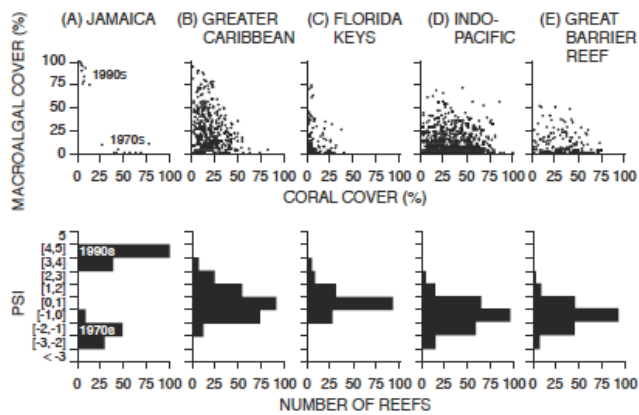 (A) JAMAICA
(B) GREATER CARIBBEAN
(C) FLORIDA KEYS
(D) INDO-PACIFIC
(E) GREAT BARRIER REEF
MACROALGAL COVER (%)
100
75
50
25
0
1990s
1970s
0 25 50 75 100
0 25 50 75 100
0 25 50 75 100
0 25 50 75 100
0 25 50 75 100
CORAL COVER (%)
PSI
5
[4,5]
[3,4]
[2,3]
[1,2]
[0,1]
[-1,0]
[-2,-1]
[-3,-2]
< -3
1990s
1970s
0 25 50 75 100
0 25 50 75 100
0 25 50 75 100
0 25 50 75 100
0 25 50 75 100
NUMBER OF REEFS